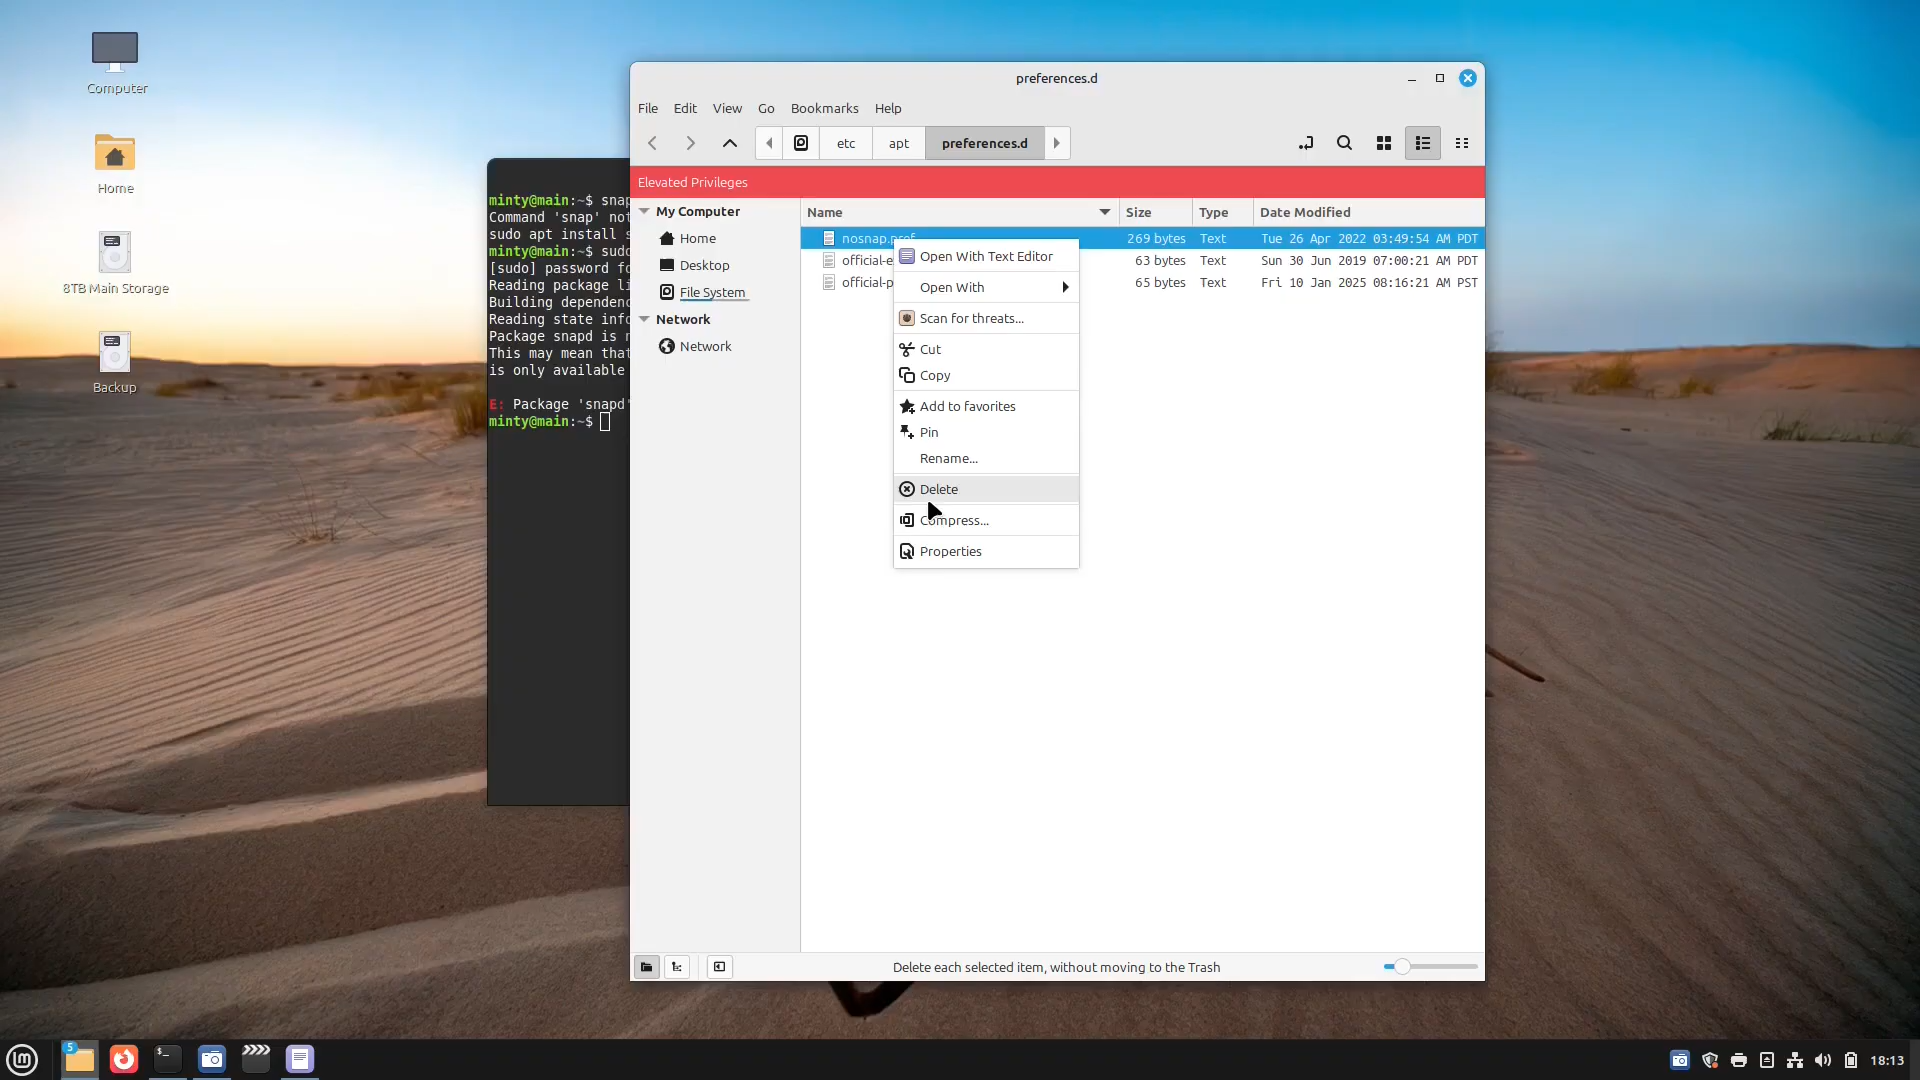 Computer
Home
8TB Main Storage
Backup
minty@main:~$ snap
Command 'snap' not
sudo apt install s
minty@main:~$ sudo
[sudo] password fo
Reading package li
Building dependenc
Reading state info
Package snapd is n
This may mean that
is only available
E: Package 'snapd'
minty@main:~$
preferences.d
File Edit View Go Bookmarks Help
etc apt preferences.d
Elevated Privileges
My Computer
Home
Desktop
File System
Network
Network
Name Size Type Date Modified
nosnap.pref 269 bytes Text Tue 26 Apr 2022 03:49:54 AM PDT
official-e 63 bytes Text Sun 30 Jun 2019 07:00:21 AM PDT
official-p 65 bytes Text Fri 10 Jan 2025 08:16:21 AM PST
Open With Text Editor
Open With
Scan for threats...
Cut
Copy
Add to favorites
Pin
Rename...
Delete
Compress...
Properties
Delete each selected item, without moving to the Trash
5
18:13